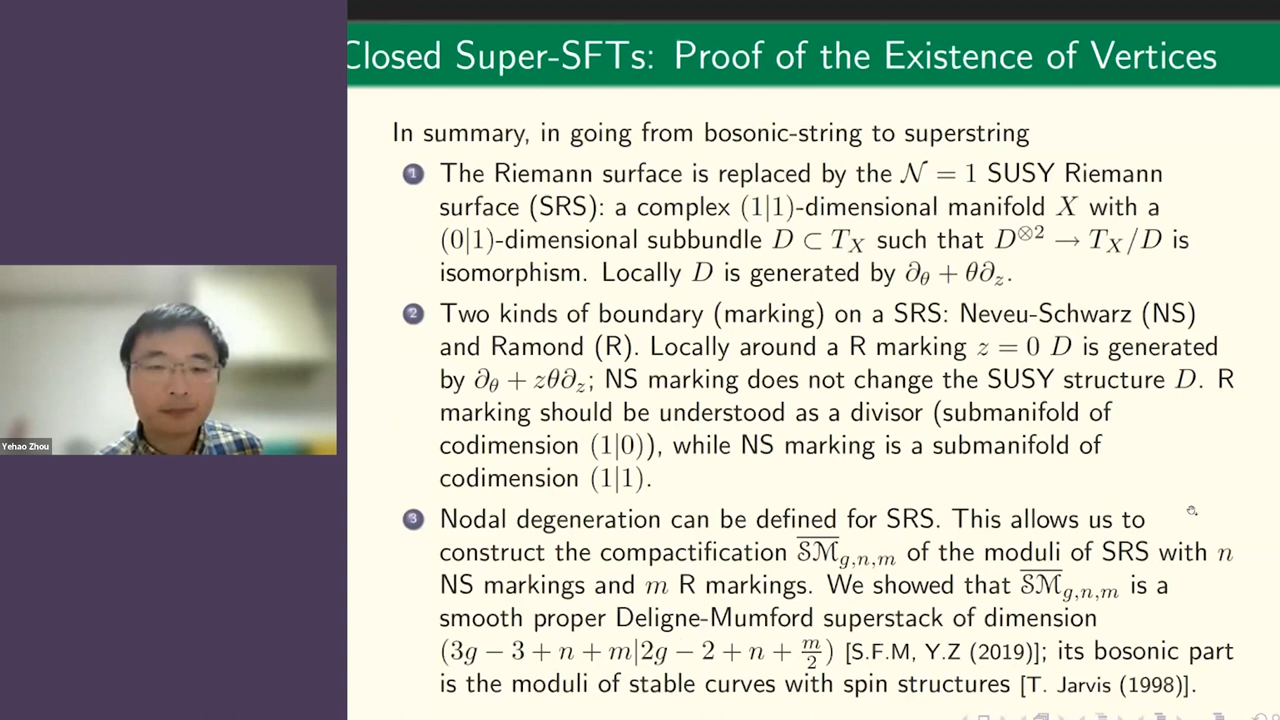 Closed Super-SFTs: Proof of the Existence of Vertices
In summary, in going from bosonic-string to superstring
1 The Riemann surface is replaced by the 𝒩 = 1 SUSY Riemann
surface (SRS): a complex (1|1)-dimensional manifold X with a
(0|1)-dimensional subbundle D ⊂ T_X such that D^{⊗2} → T_X/D is
isomorphism. Locally D is generated by ∂_θ + θ∂_z.
2 Two kinds of boundary (marking) on a SRS: Neveu-Schwarz (NS)
and Ramond (R). Locally around a R marking z = 0 D is generated
by ∂_θ + zθ∂_z; NS marking does not change the SUSY structure D. R
marking should be understood as a divisor (submanifold of
codimension (1|0)), while NS marking is a submanifold of
codimension (1|1).
3 Nodal degeneration can be defined for SRS. This allows us to
construct the compactification \overline{𝒮ℳ}_{g,n,m} of the moduli of SRS with n
NS markings and m R markings. We showed that \overline{𝒮ℳ}_{g,n,m} is a
smooth proper Deligne-Mumford superstack of dimension
(3g − 3 + n + m|2g − 2 + n + \frac{m}{2}) [S.F.M, Y.Z (2019)]; its bosonic part
is the moduli of stable curves with spin structures [T. Jarvis (1998)].
Yehao Zhou